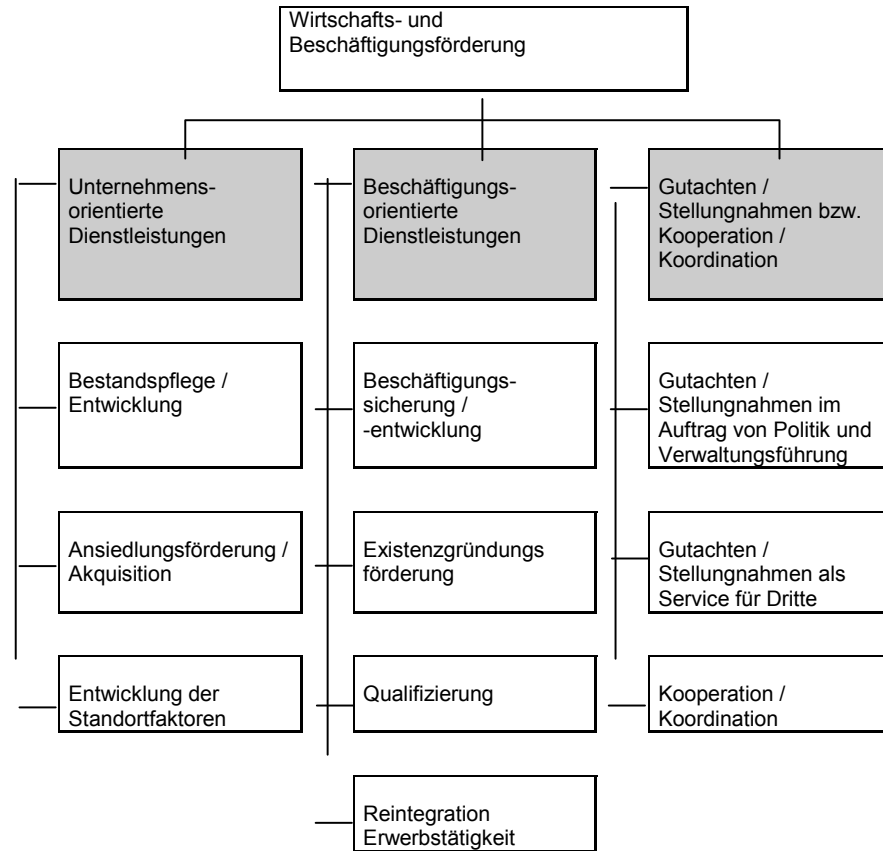 Wirtschafts- und
Beschäftigungsförderung
Unternehmens-
orientierte
Dienstleistungen
Beschäftigungs-
orientierte
Dienstleistungen
Gutachten /
Stellungnahmen bzw.
Kooperation /
Koordination
Bestandspflege /
Entwicklung
Beschäftigungs-
sicherung /
-entwicklung
Gutachten /
Stellungnahmen im
Auftrag von Politik und
Verwaltungsführung
Ansiedlungsförderung /
Akquisition
Existenzgründungs
förderung
Gutachten /
Stellungnahmen als
Service für Dritte
Entwicklung der
Standortfaktoren
Qualifizierung
Kooperation /
Koordination
Reintegration
Erwerbstätigkeit